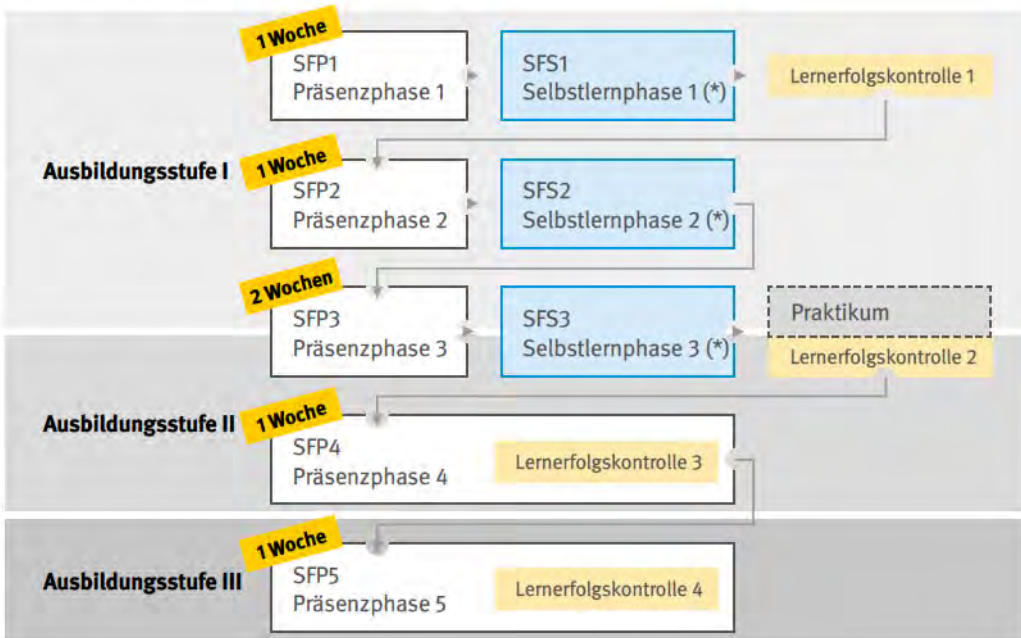 1 Woche
SFP1
Präsenzphase 1
SFS1
Selbstlernphase 1 (*)
Lernerfolgskontrolle 1
Ausbildungsstufe I
1 Woche
SFP2
Präsenzphase 2
SFS2
Selbstlernphase 2 (*)
2 Wochen
SFP3
Präsenzphase 3
SFS3
Selbstlernphase 3 (*)
Praktikum
Lernerfolgskontrolle 2
Ausbildungsstufe II
1 Woche
SFP4
Präsenzphase 4
Lernerfolgskontrolle 3
Ausbildungsstufe III
1 Woche
SFP5
Präsenzphase 5
Lernerfolgskontrolle 4